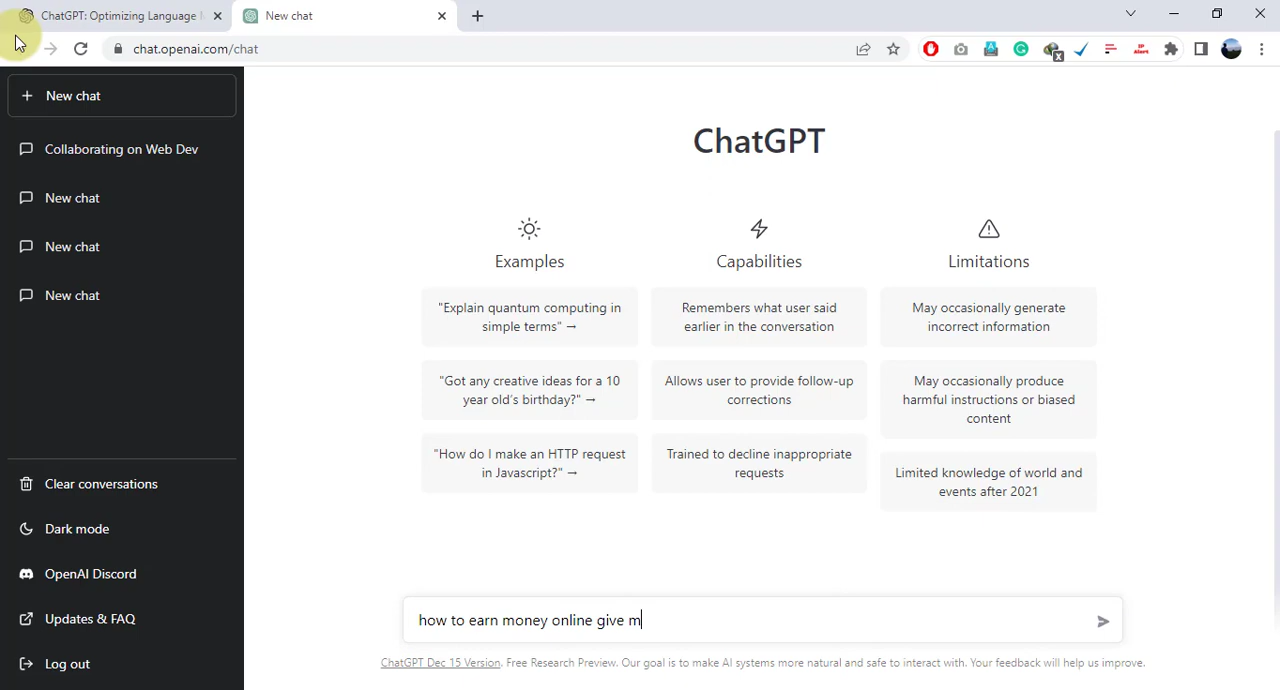 ChatGPT: Optimizing Language
New chat
chat.openai.com/chat
New chat
Collaborating on Web Dev
New chat
New chat
New chat
Clear conversations
Dark mode
OpenAI Discord
Updates & FAQ
Log out
ChatGPT
Examples
"Explain quantum computing in
simple terms" →
"Got any creative ideas for a 10
year old's birthday?" →
"How do I make an HTTP request
in Javascript?" →
Capabilities
Remembers what user said
earlier in the conversation
Allows user to provide follow-up
corrections
Trained to decline inappropriate
requests
Limitations
May occasionally generate
incorrect information
May occasionally produce
harmful instructions or biased
content
Limited knowledge of world and
events after 2021
how to earn money online give m
ChatGPT Dec 15 Version. Free Research Preview. Our goal is to make AI systems more natural and safe to interact with. Your feedback will help us improve.